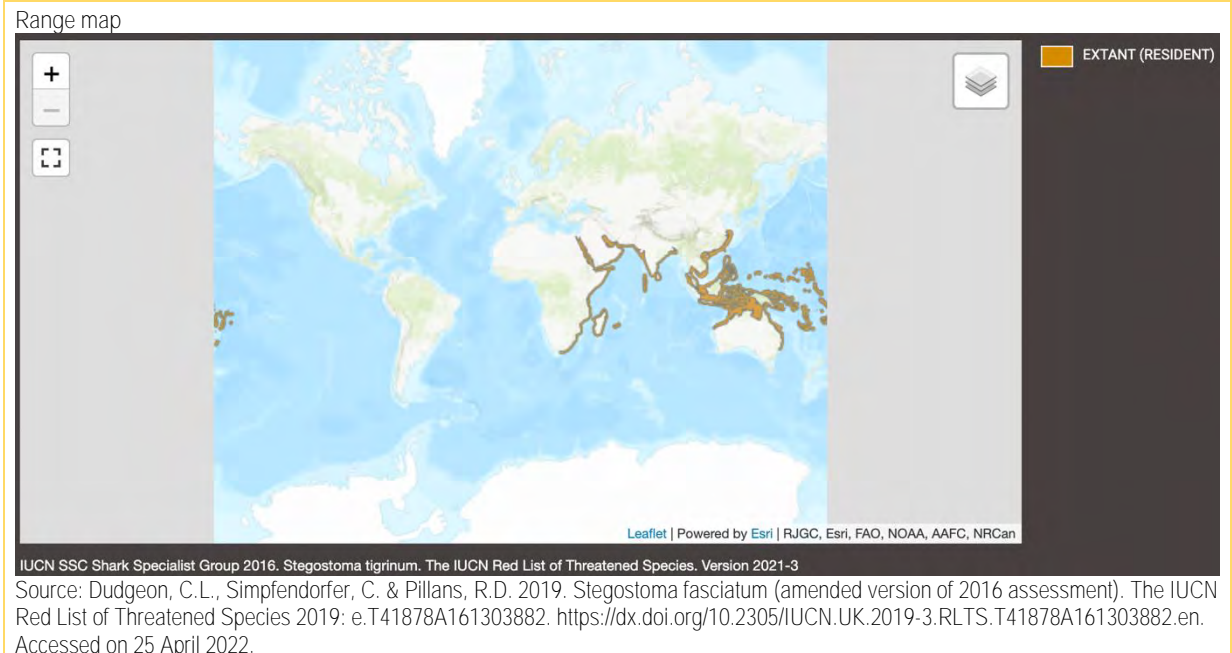 Range map
+
−
EXTANT (RESIDENT)
Leaflet | Powered by Esri | RJGC, Esri, FAO, NOAA, AAFC, NRCan
IUCN SSC Shark Specialist Group 2016. Stegostoma tigrinum. The IUCN Red List of Threatened Species. Version 2021-3
Source: Dudgeon, C.L., Simpfendorfer, C. & Pillans, R.D. 2019. Stegostoma fasciatum (amended version of 2016 assessment). The IUCN
Red List of Threatened Species 2019: e.T41878A161303882. https://dx.doi.org/10.2305/IUCN.UK.2019-3.RLTS.T41878A161303882.en.
Accessed on 25 April 2022.